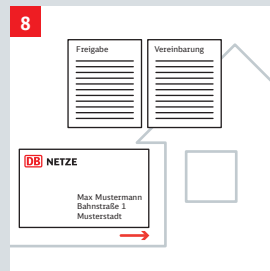 8
Freigabe
Vereinbarung
DB NETZE
Max Mustermann
Bahnstraße 1
Musterstadt